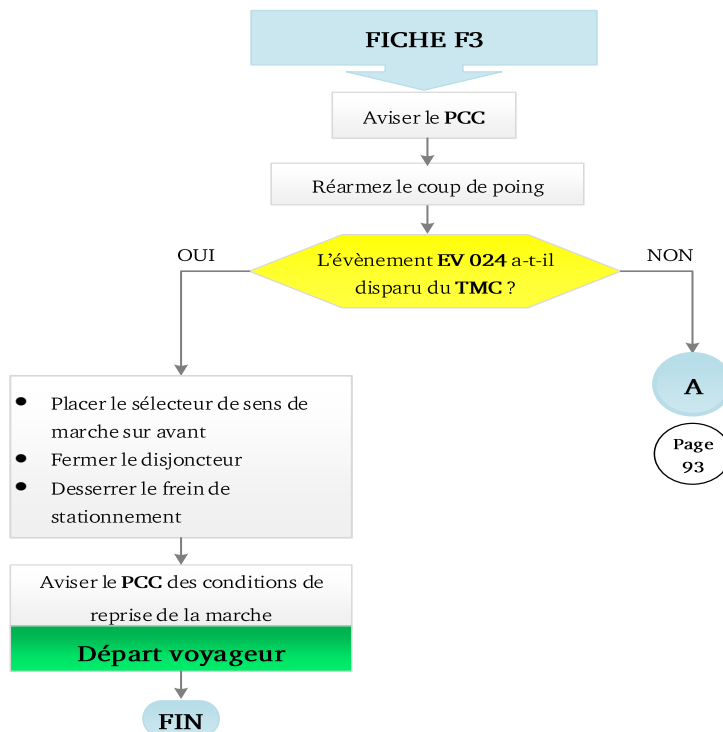 FICHE F3
Aviser le PCC
Réarmez le coup de poing
L'évènement EV 024 a-t-il
disparu du TMC ?
OUI
NON
A
Page
93
• Placer le sélecteur de sens de
marche sur avant
• Fermer le disjoncteur
• Desserrer le frein de
stationnement
Aviser le PCC des conditions de
reprise de la marche
Départ voyageur
FIN